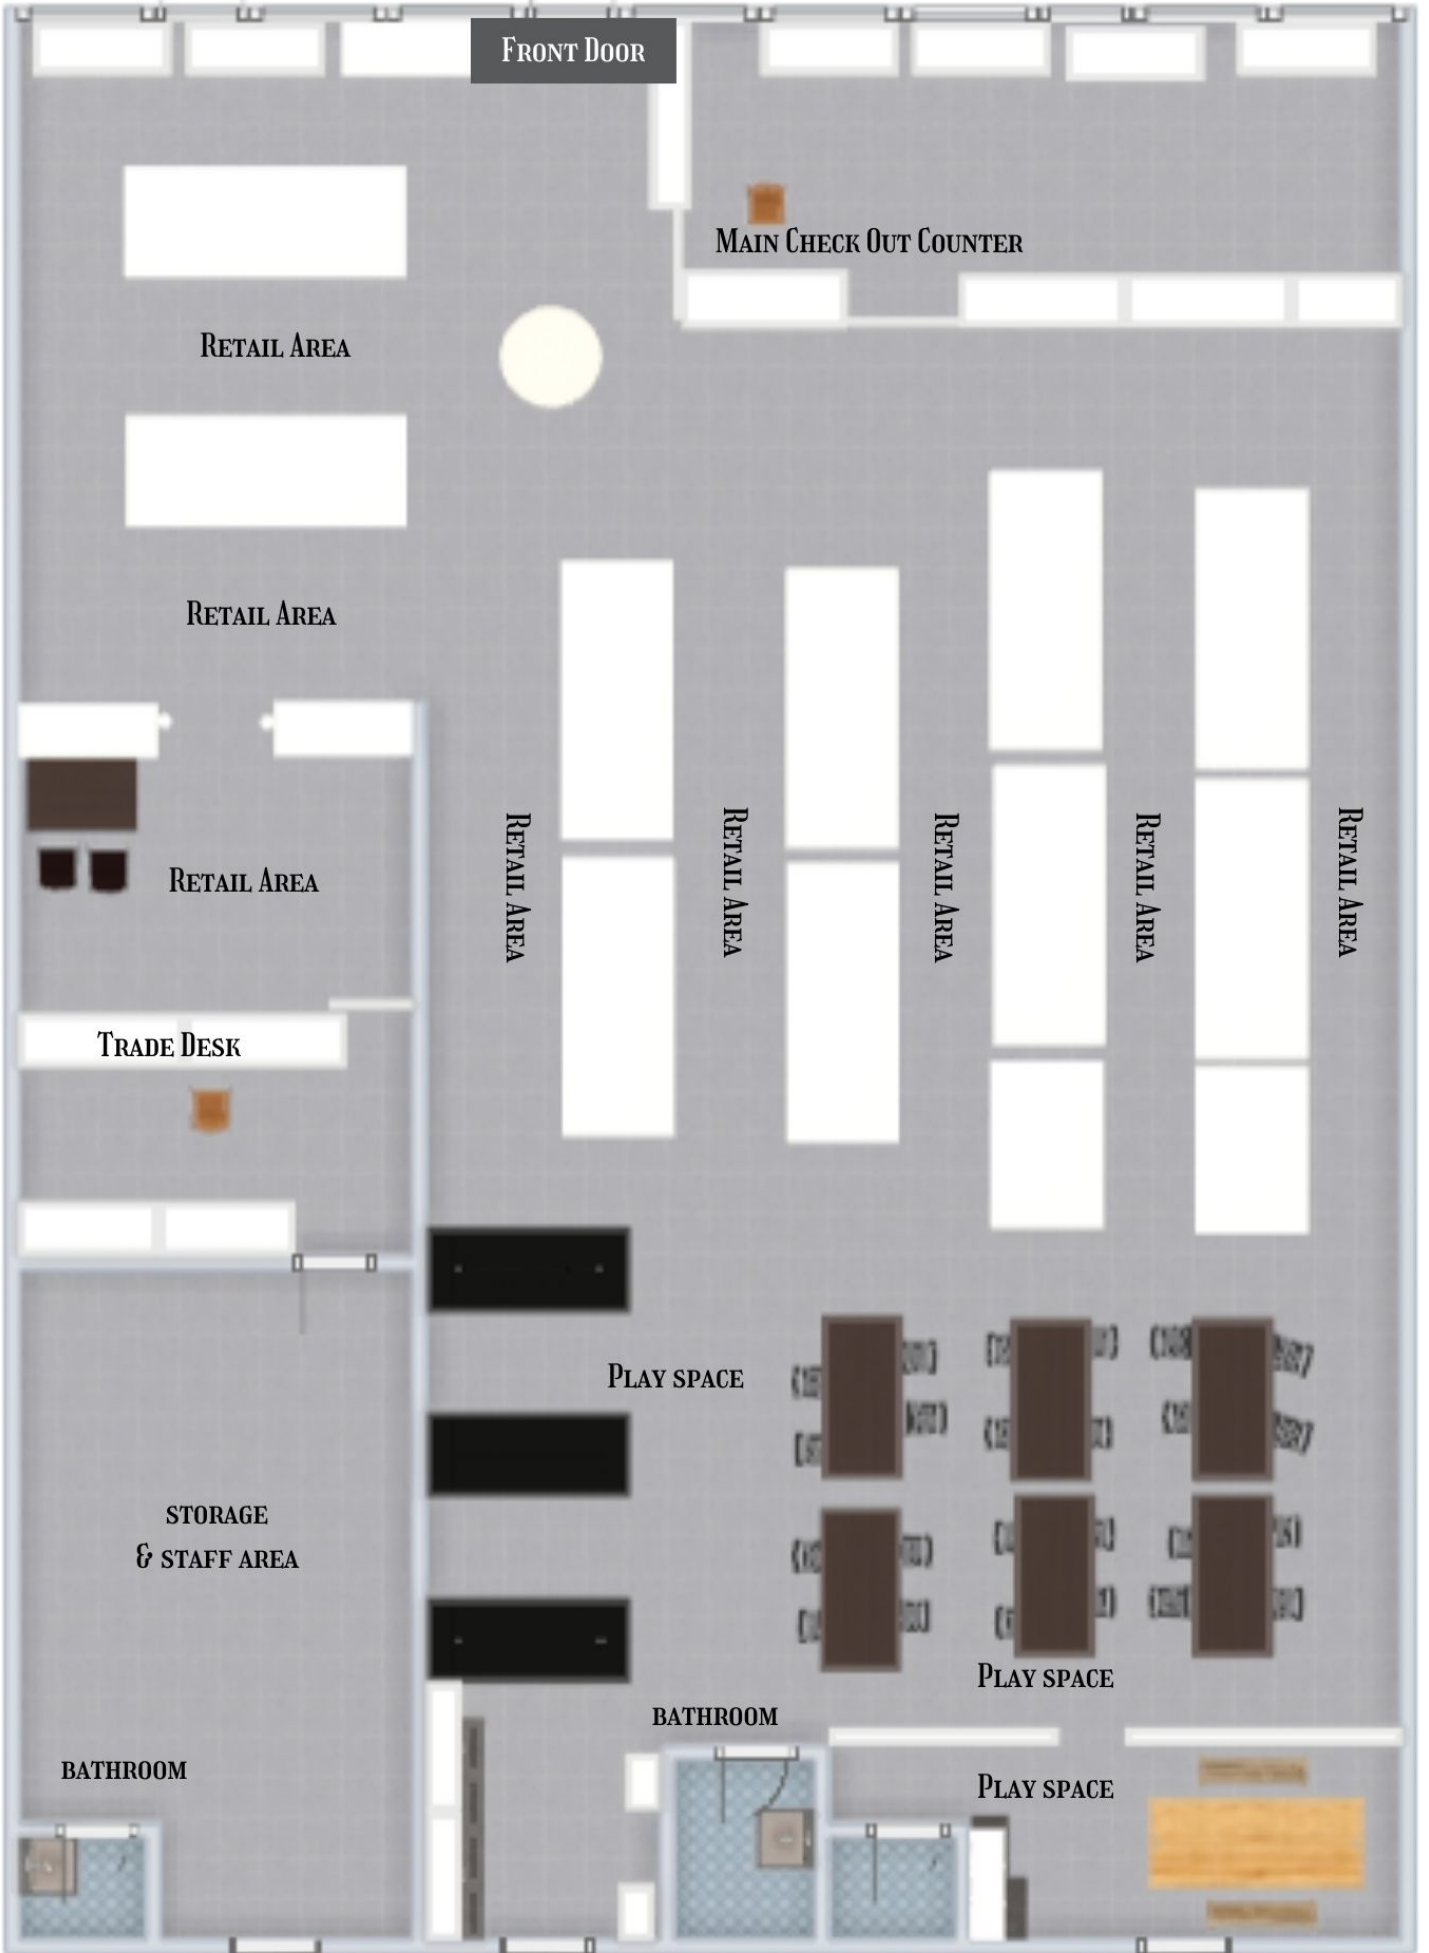 Front Door
Main Check Out Counter
Retail Area
Retail Area
Retail Area
Retail Area
Retail Area
Retail Area
Retail Area
Retail Area
Trade Desk
Play space
storage
& staff area
Play space
bathroom
bathroom
Play space